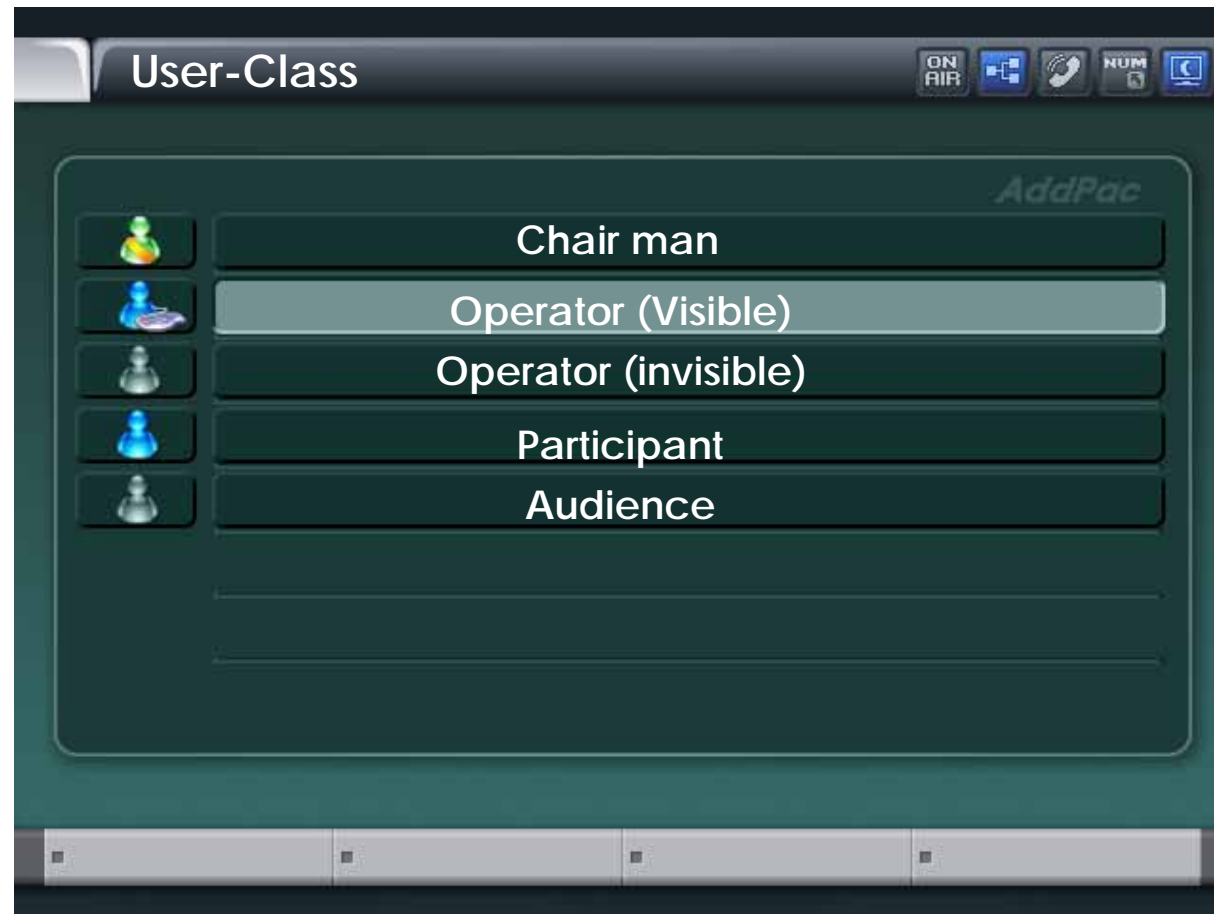 User-Class
ON AIR
NUM
AddPac
Chair man
Operator (Visible)
Operator (invisible)
Participant
Audience